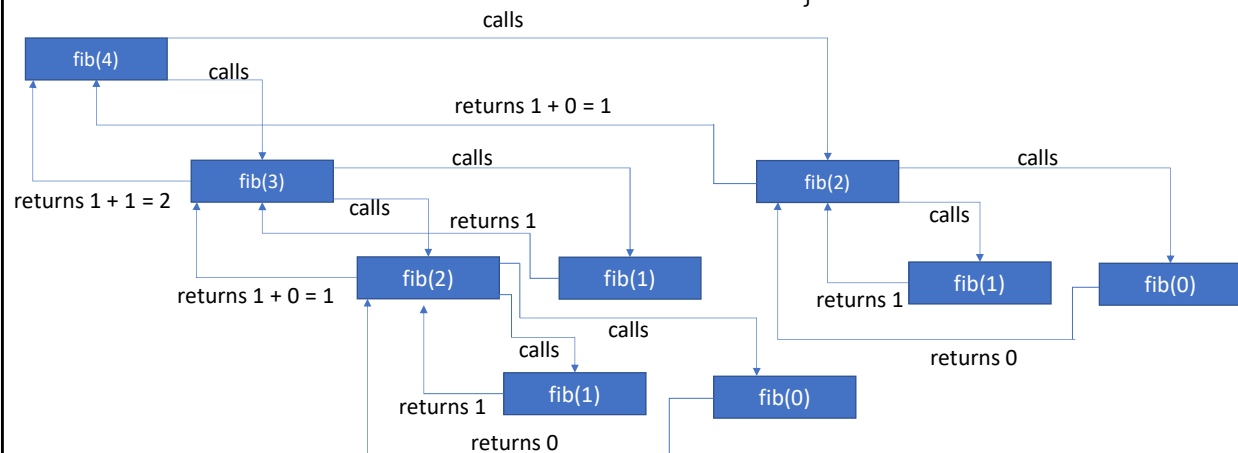 }
calls
fib(4)
calls
returns 1 + 0 = 1
calls
calls
fib(3)
fib(2)
returns 1 + 1 = 2
calls
calls
returns 1
fib(2)
fib(1)
fib(1)
fib(0)
returns 1 + 0 = 1
returns 1
calls
calls
returns 0
fib(1)
fib(0)
returns 1
returns 0